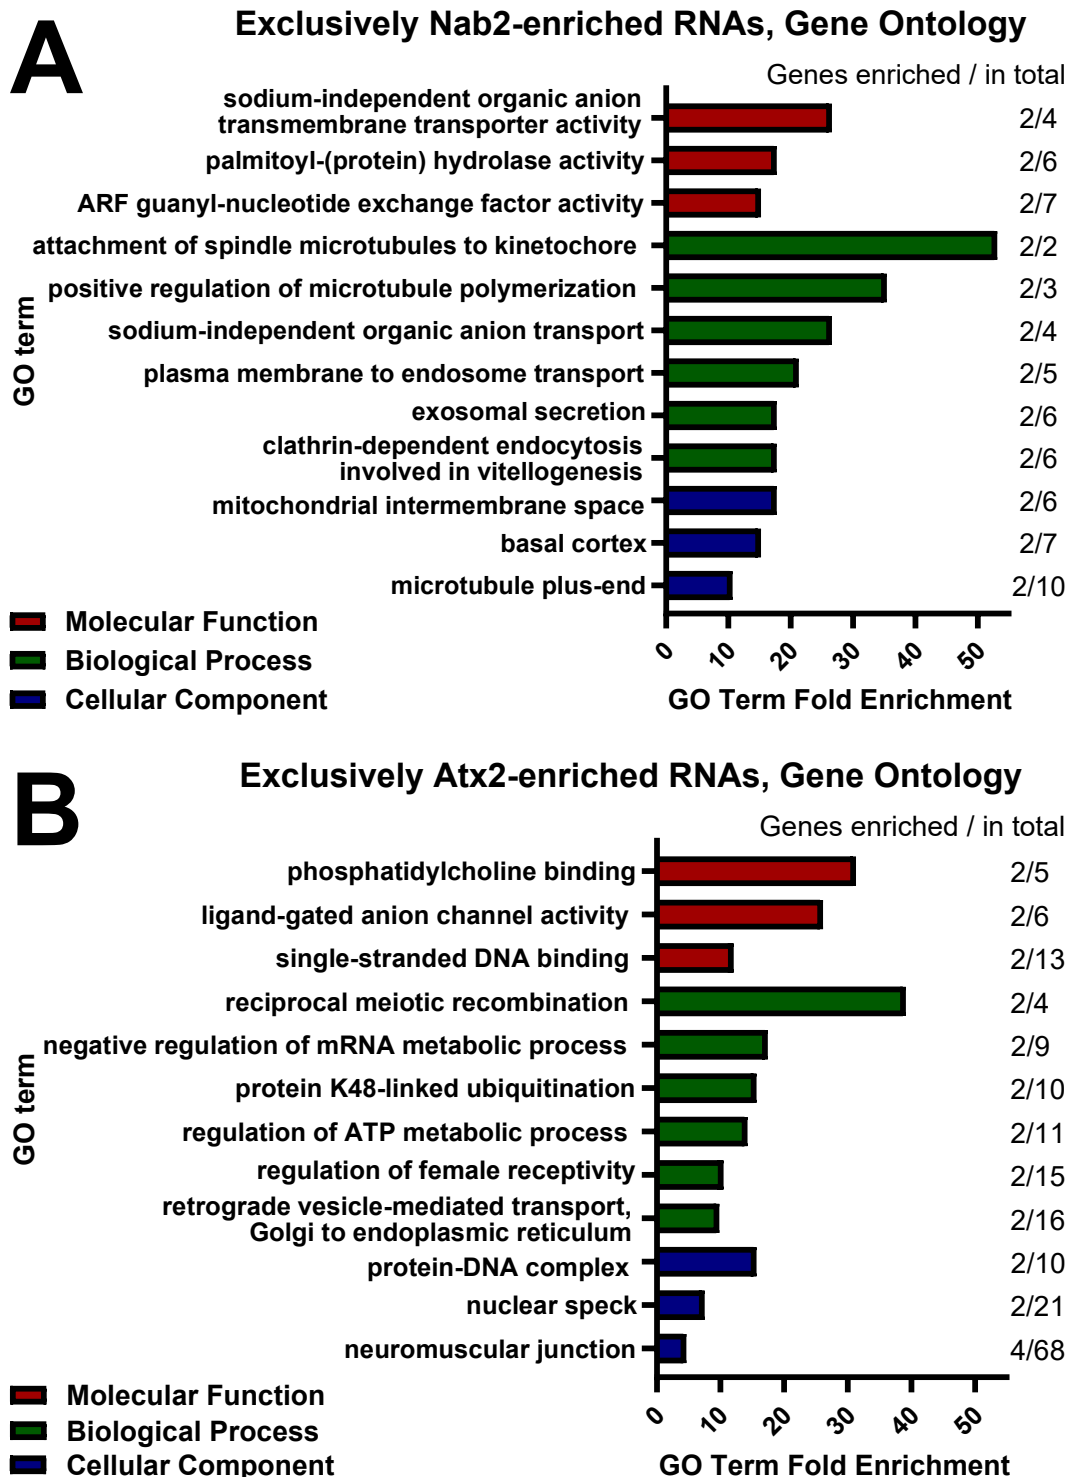 A
Exclusively Nab2-enriched RNAs, Gene Ontology
Genes enriched / in total
sodium-independent organic anion
transmembrane transporter activity 2/4
palmitoyl-(protein) hydrolase activity 2/6
ARF guanyl-nucleotide exchange factor activity 2/7
attachment of spindle microtubules to kinetochore 2/2
positive regulation of microtubule polymerization 2/3
sodium-independent organic anion transport 2/4
plasma membrane to endosome transport 2/5
exosomal secretion 2/6
clathrin-dependent endocytosis
involved in vitellogenesis 2/6
mitochondrial intermembrane space 2/6
basal cortex 2/7
microtubule plus-end 2/10
GO term
0 10 20 30 40 50
GO Term Fold Enrichment
Molecular Function
Biological Process
Cellular Component
B
Exclusively Atx2-enriched RNAs, Gene Ontology
Genes enriched / in total
phosphatidylcholine binding 2/5
ligand-gated anion channel activity 2/6
single-stranded DNA binding 2/13
reciprocal meiotic recombination 2/4
negative regulation of mRNA metabolic process 2/9
protein K48-linked ubiquitination 2/10
regulation of ATP metabolic process 2/11
regulation of female receptivity 2/15
retrograde vesicle-mediated transport,
Golgi to endoplasmic reticulum 2/16
protein-DNA complex 2/10
nuclear speck 2/21
neuromuscular junction 4/68
GO term
0 10 20 30 40 50
GO Term Fold Enrichment
Molecular Function
Biological Process
Cellular Component